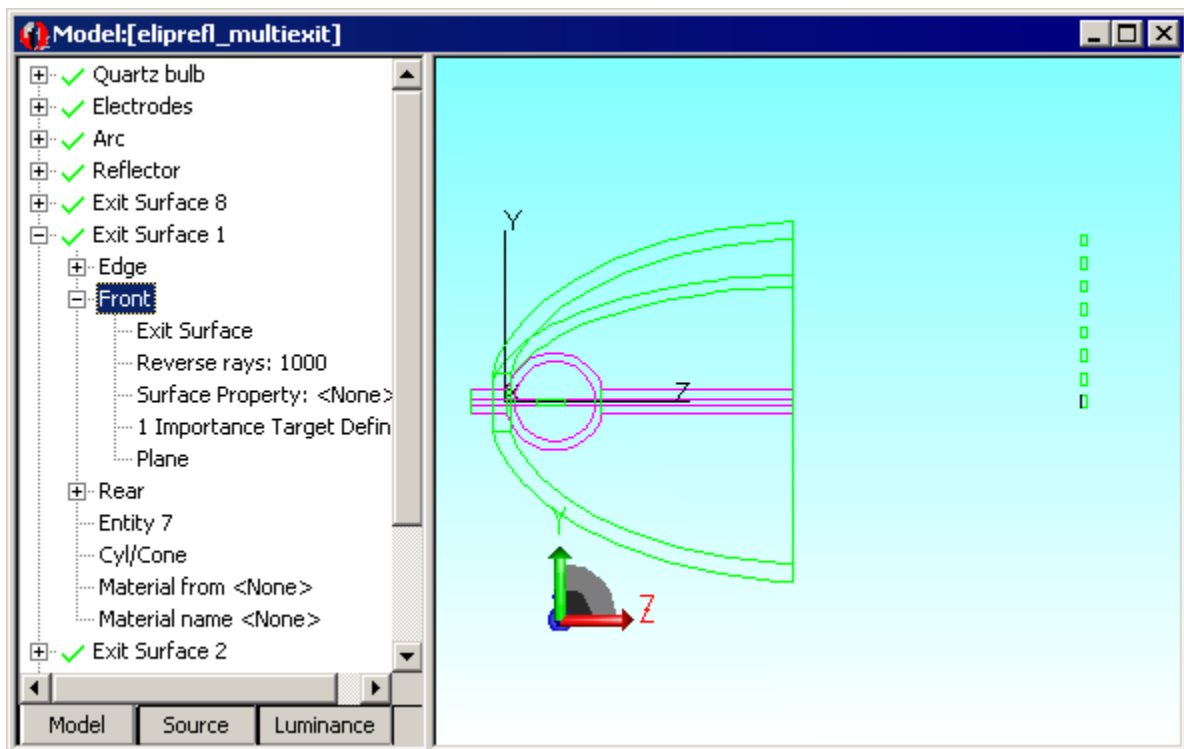 Model:[eliprefl_multiexit]
Quartz bulb
Electrodes
Arc
Reflector
Exit Surface 8
Exit Surface 1
Edge
Front
Exit Surface
Reverse rays: 1000
Surface Property: <None>
1 Importance Target Defin
Plane
Rear
Entity 7
Cyl/Cone
Material from <None>
Material name <None>
Exit Surface 2
Model Source Luminance
Y
X
Z
Y
Z